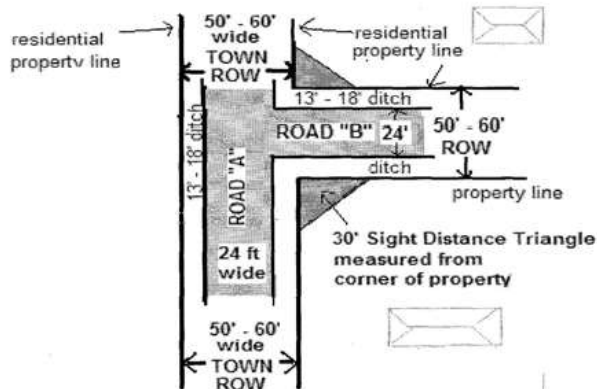 50' - 60'
wide
TOWN
ROW
residential
property line
residential
property line
13' - 18' ditch
ROAD "B" 24'
50' - 60'
ROW
ditch
property line
13' - 18' ditch
ROAD "A"
24 ft
wide
30' Sight Distance Triangle
measured from
corner of property
50' - 60'
wide
TOWN
ROW